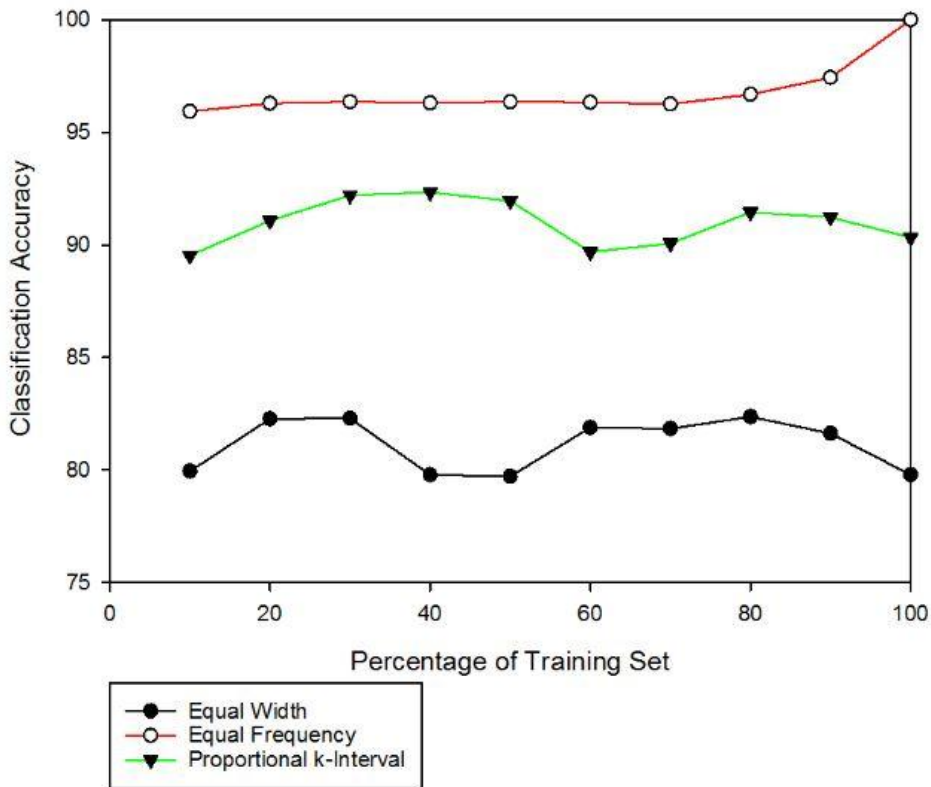 100
95
90
85
80
75
Classification Accuracy
0 20 40 60 80 100
Percentage of Training Set
Equal Width
Equal Frequency
Proportional k-Interval